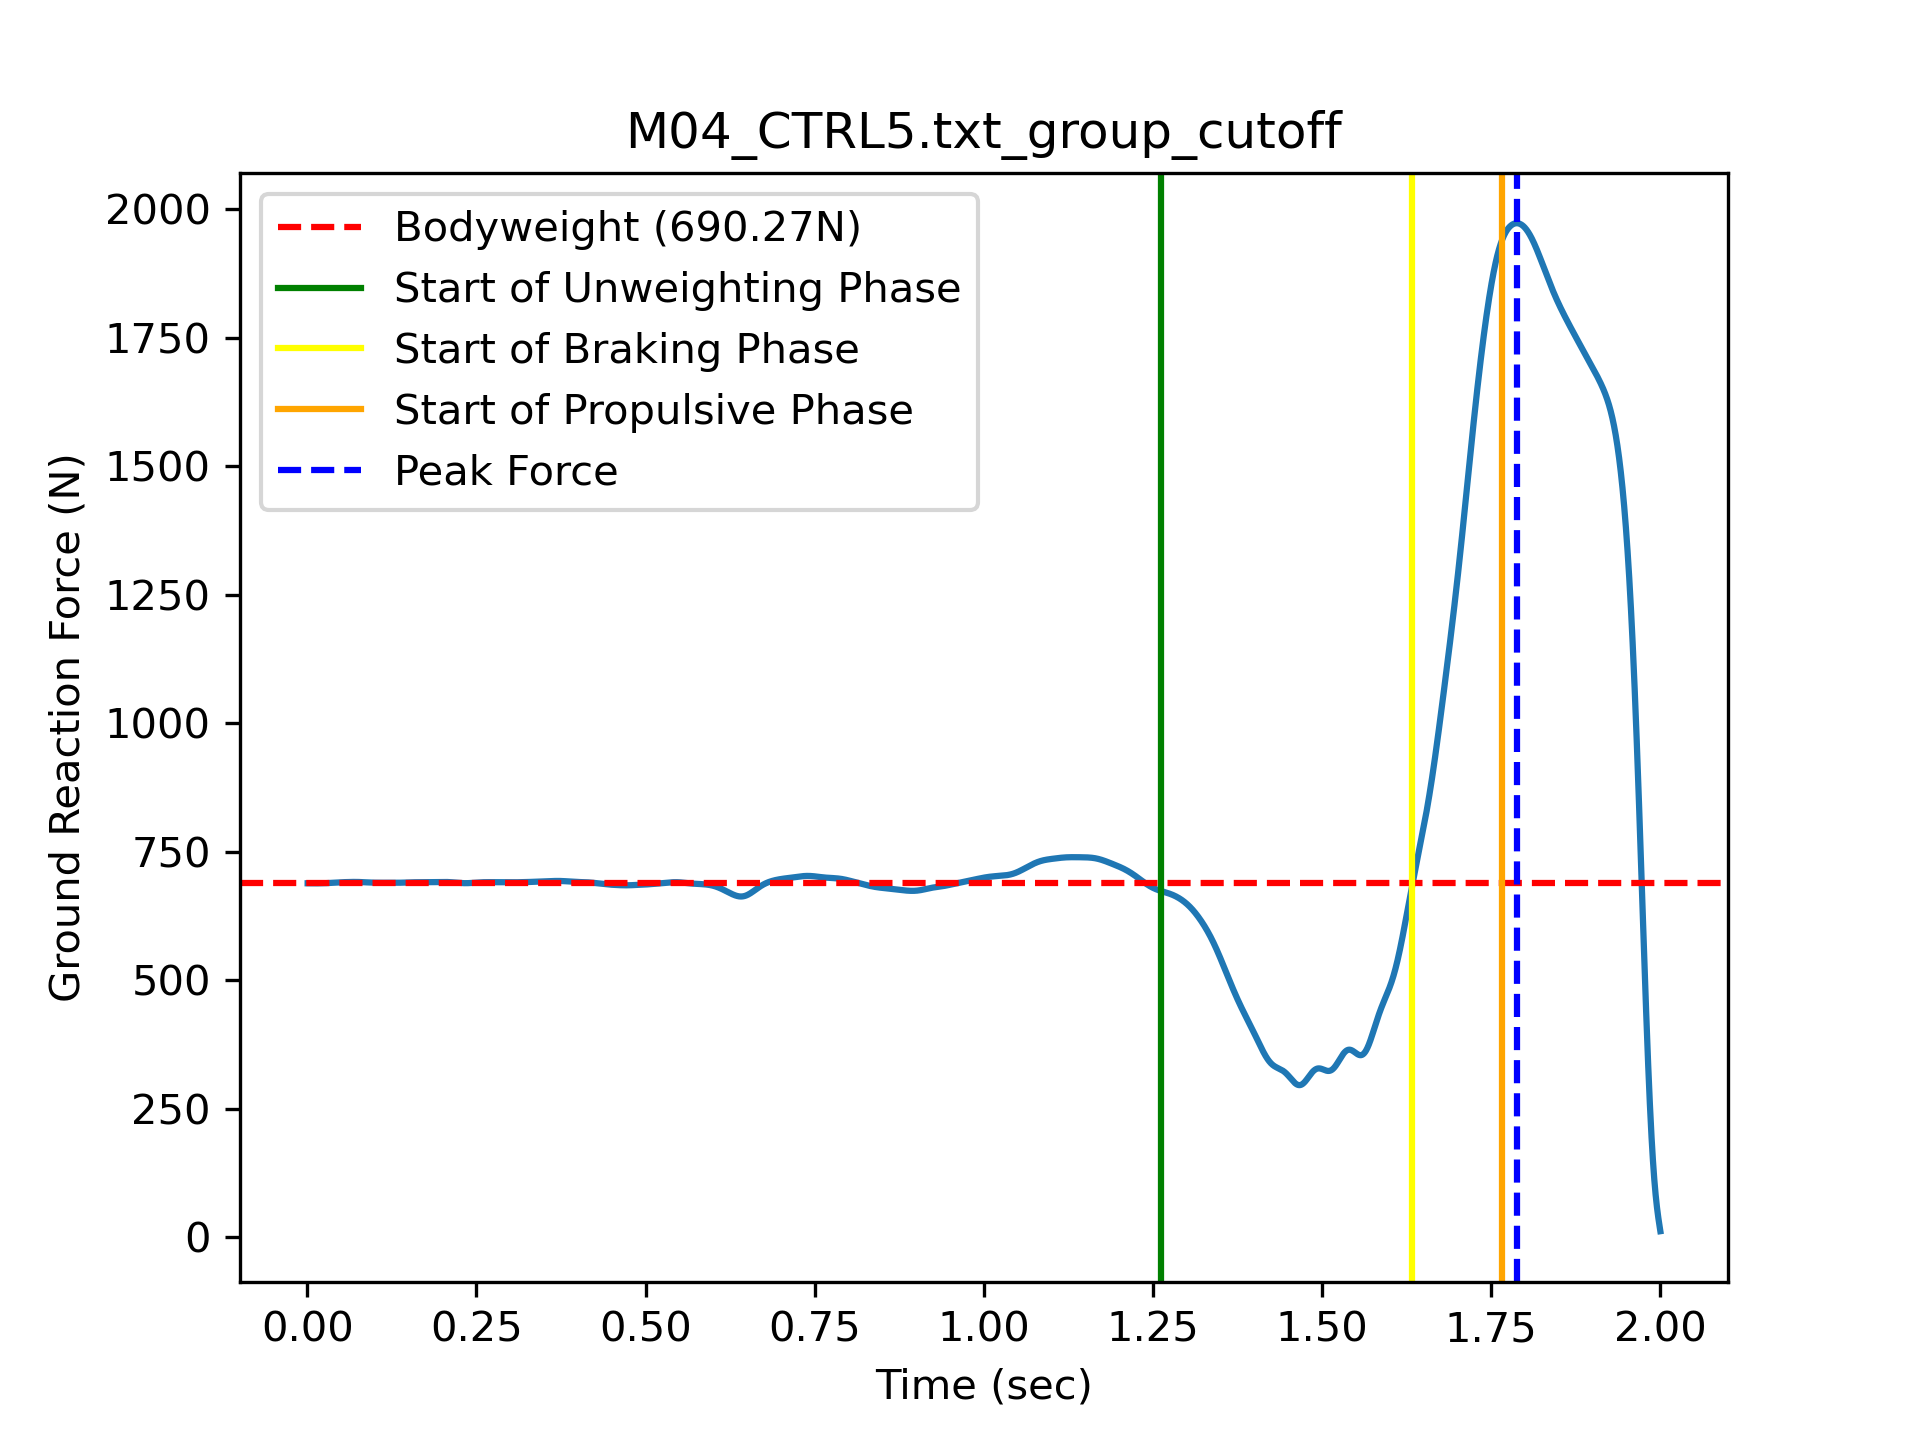 M04_CTRL5.txt_group_cutoff
Bodyweight (690.27N)
Start of Unweighting Phase
Start of Braking Phase
Start of Propulsive Phase
Peak Force
Ground Reaction Force (N)
2000
1750
1500
1250
1000
750
500
250
0
0.00 0.25 0.50 0.75 1.00 1.25 1.50 1.75 2.00
Time (sec)